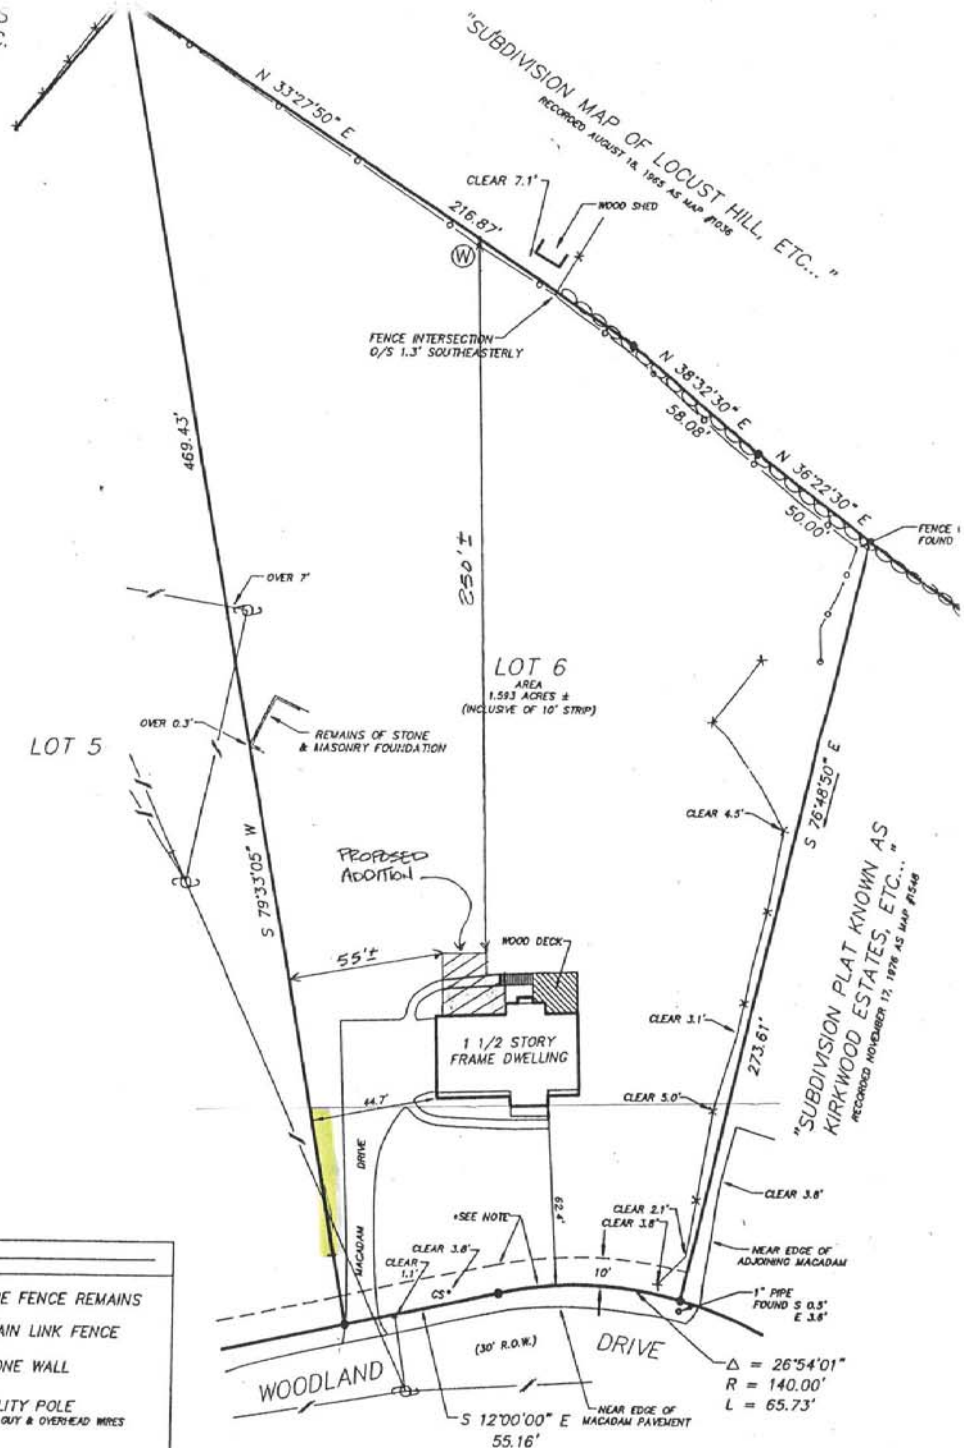 "SUBDIVISION MAP OF LOCUST HILL, ETC..."
RECORDED AUGUST 18, 1965 AS MAP #1036
N 33°27'50" E
216.87'
CLEAR 7.1'
WOOD SHED
W
FENCE INTERSECTION
O/S 1.3' SOUTHEASTERLY
N 38°32'30" E
58.08'
N 36°22'30" E
50.00'
FENCE
FOUND
469.43'
250'±
OVER 7'
LOT 6
AREA
1.593 ACRES ±
(INCLUSIVE OF 10' STRIP)
OVER 0.3'
REMAINS OF STONE
& MASONRY FOUNDATION
LOT 5
S 79°33'05" W
CLEAR 4.5'
S 76°48'50" E
273.61'
PROPOSED
ADDITION
55'±
WOOD DECK
"SUBDIVISION PLAT KNOWN AS
KIRKWOOD ESTATES, ETC..."
RECORDED NOVEMBER 17, 1976 AS MAP #1548
CLEAR 3.1'
1 1/2 STORY
FRAME DWELLING
44.7'
CLEAR 5.0'
MACADAM DRIVE
62.4'
CLEAR 3.8'
*SEE NOTE
CLEAR 2.1'
CLEAR 3.8'
CLEAR 3.8'
CLEAR
1.1'
CS*
10'
NEAR EDGE OF
ADJOINING MACADAM
1" PIPE
FOUND S 0.5'
E 3.6'
(30' R.O.W.)
WOODLAND DRIVE
Δ = 26°54'01"
R = 140.00'
L = 65.73'
S 12°00'00" E
55.16'
NEAR EDGE OF
MACADAM PAVEMENT
E FENCE REMAINS
AIN LINK FENCE
ONE WALL
LITY POLE
GUY & OVERHEAD WIRES